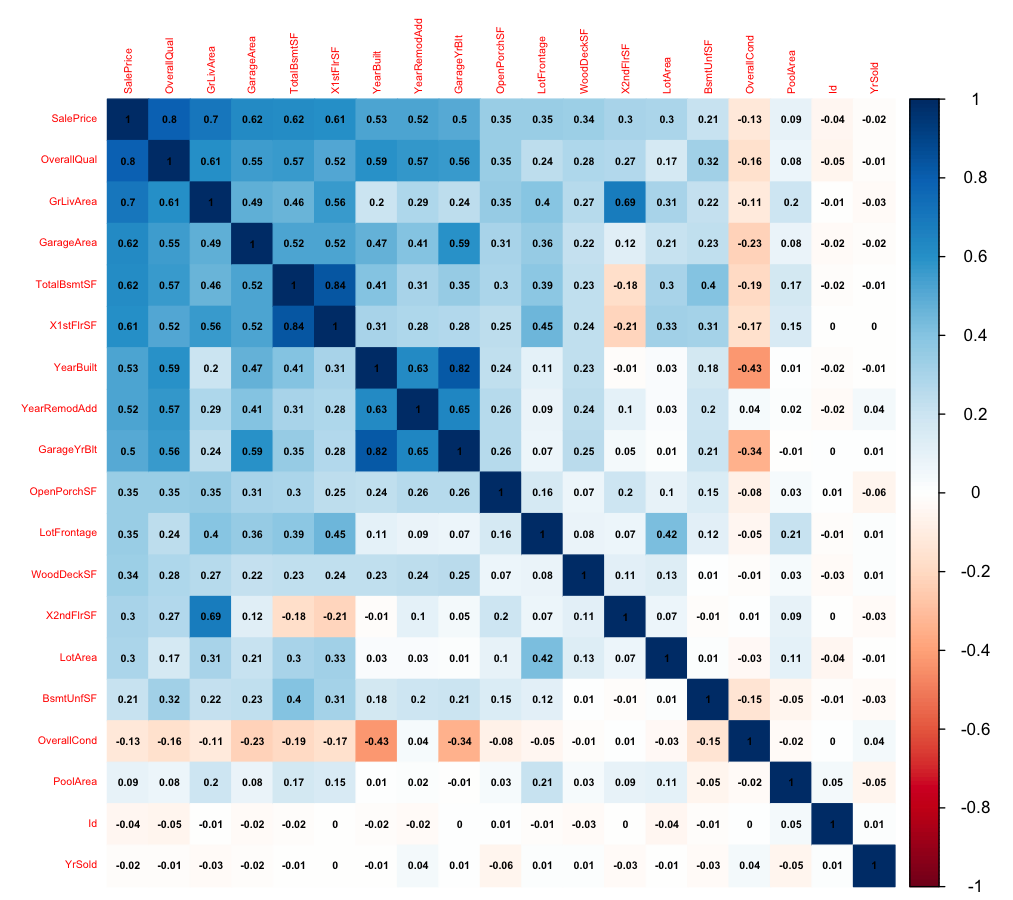 SalePrice OverallQual GrLivArea GarageArea TotalBsmtSF X1stFlrSF YearBuilt YearRemodAdd GarageYrBlt OpenPorchSF LotFrontage WoodDeckSF X2ndFlrSF LotArea BsmtUnfSF OverallCond PoolArea Id YrSold
SalePrice 1 0.8 0.7 0.62 0.62 0.61 0.53 0.52 0.5 0.35 0.35 0.34 0.3 0.3 0.21 -0.13 0.09 -0.04 -0.02
OverallQual 0.8 1 0.61 0.55 0.57 0.52 0.59 0.57 0.56 0.35 0.24 0.28 0.27 0.17 0.32 -0.16 0.08 -0.05 -0.01
GrLivArea 0.7 0.61 1 0.49 0.46 0.56 0.2 0.29 0.24 0.35 0.4 0.27 0.69 0.31 0.22 -0.11 0.2 -0.01 -0.03
GarageArea 0.62 0.55 0.49 1 0.52 0.52 0.47 0.41 0.59 0.31 0.36 0.22 0.12 0.21 0.23 -0.23 0.08 -0.02 -0.02
TotalBsmtSF 0.62 0.57 0.46 0.52 1 0.84 0.41 0.31 0.35 0.3 0.39 0.23 -0.18 0.3 0.4 -0.19 0.17 -0.02 -0.01
X1stFlrSF 0.61 0.52 0.56 0.52 0.84 1 0.31 0.28 0.28 0.25 0.45 0.24 -0.21 0.33 0.31 -0.17 0.15 0 0
YearBuilt 0.53 0.59 0.2 0.47 0.41 0.31 1 0.63 0.82 0.24 0.11 0.23 -0.01 0.03 0.18 -0.43 0.01 -0.02 -0.01
YearRemodAdd 0.52 0.57 0.29 0.41 0.31 0.28 0.63 1 0.65 0.26 0.09 0.24 0.1 0.03 0.2 0.04 0.02 -0.02 0.04
GarageYrBlt 0.5 0.56 0.24 0.59 0.35 0.28 0.82 0.65 1 0.26 0.07 0.25 0.05 0.01 0.21 -0.34 -0.01 0 0.01
OpenPorchSF 0.35 0.35 0.35 0.31 0.3 0.25 0.24 0.26 0.26 1 0.16 0.07 0.2 0.1 0.15 -0.08 0.03 0.01 -0.06
LotFrontage 0.35 0.24 0.4 0.36 0.39 0.45 0.11 0.09 0.07 0.16 1 0.08 0.07 0.42 0.12 -0.05 0.21 -0.01 0.01
WoodDeckSF 0.34 0.28 0.27 0.22 0.23 0.24 0.23 0.24 0.25 0.07 0.08 1 0.11 0.13 0.01 -0.01 0.03 -0.03 0.01
X2ndFlrSF 0.3 0.27 0.69 0.12 -0.18 -0.21 -0.01 0.1 0.05 0.2 0.07 0.11 1 0.07 -0.01 0.01 0.09 0 -0.03
LotArea 0.3 0.17 0.31 0.21 0.3 0.33 0.03 0.03 0.01 0.1 0.42 0.13 0.07 1 0.01 -0.03 0.11 -0.04 -0.01
BsmtUnfSF 0.21 0.32 0.22 0.23 0.4 0.31 0.18 0.2 0.21 0.15 0.12 0.01 -0.01 0.01 1 -0.15 -0.05 -0.01 -0.03
OverallCond -0.13 -0.16 -0.11 -0.23 -0.19 -0.17 -0.43 0.04 -0.34 -0.08 -0.05 -0.01 0.01 -0.03 -0.15 1 -0.02 0 0.04
PoolArea 0.09 0.08 0.2 0.08 0.17 0.15 0.01 0.02 -0.01 0.03 0.21 0.03 0.09 0.11 -0.05 -0.02 1 0.05 -0.05
Id -0.04 -0.05 -0.01 -0.02 -0.02 0 -0.02 -0.02 0 0.01 -0.01 -0.03 0 -0.04 -0.01 0 0.05 1 0.01
YrSold -0.02 -0.01 -0.03 -0.02 -0.01 0 -0.01 0.04 0.01 -0.06 0.01 0.01 -0.03 -0.01 -0.03 0.04 -0.05 0.01 1
1
0.8
0.6
0.4
0.2
0
-0.2
-0.4
-0.6
-0.8
-1